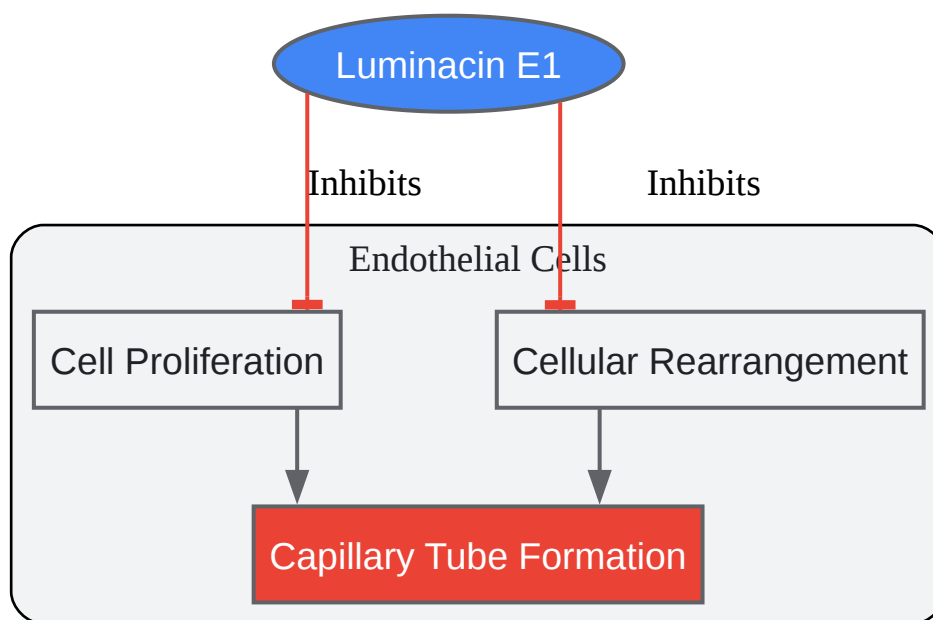 Luminacin E1
Inhibits
Inhibits
Endothelial Cells
Cell Proliferation
Cellular Rearrangement
Capillary Tube Formation